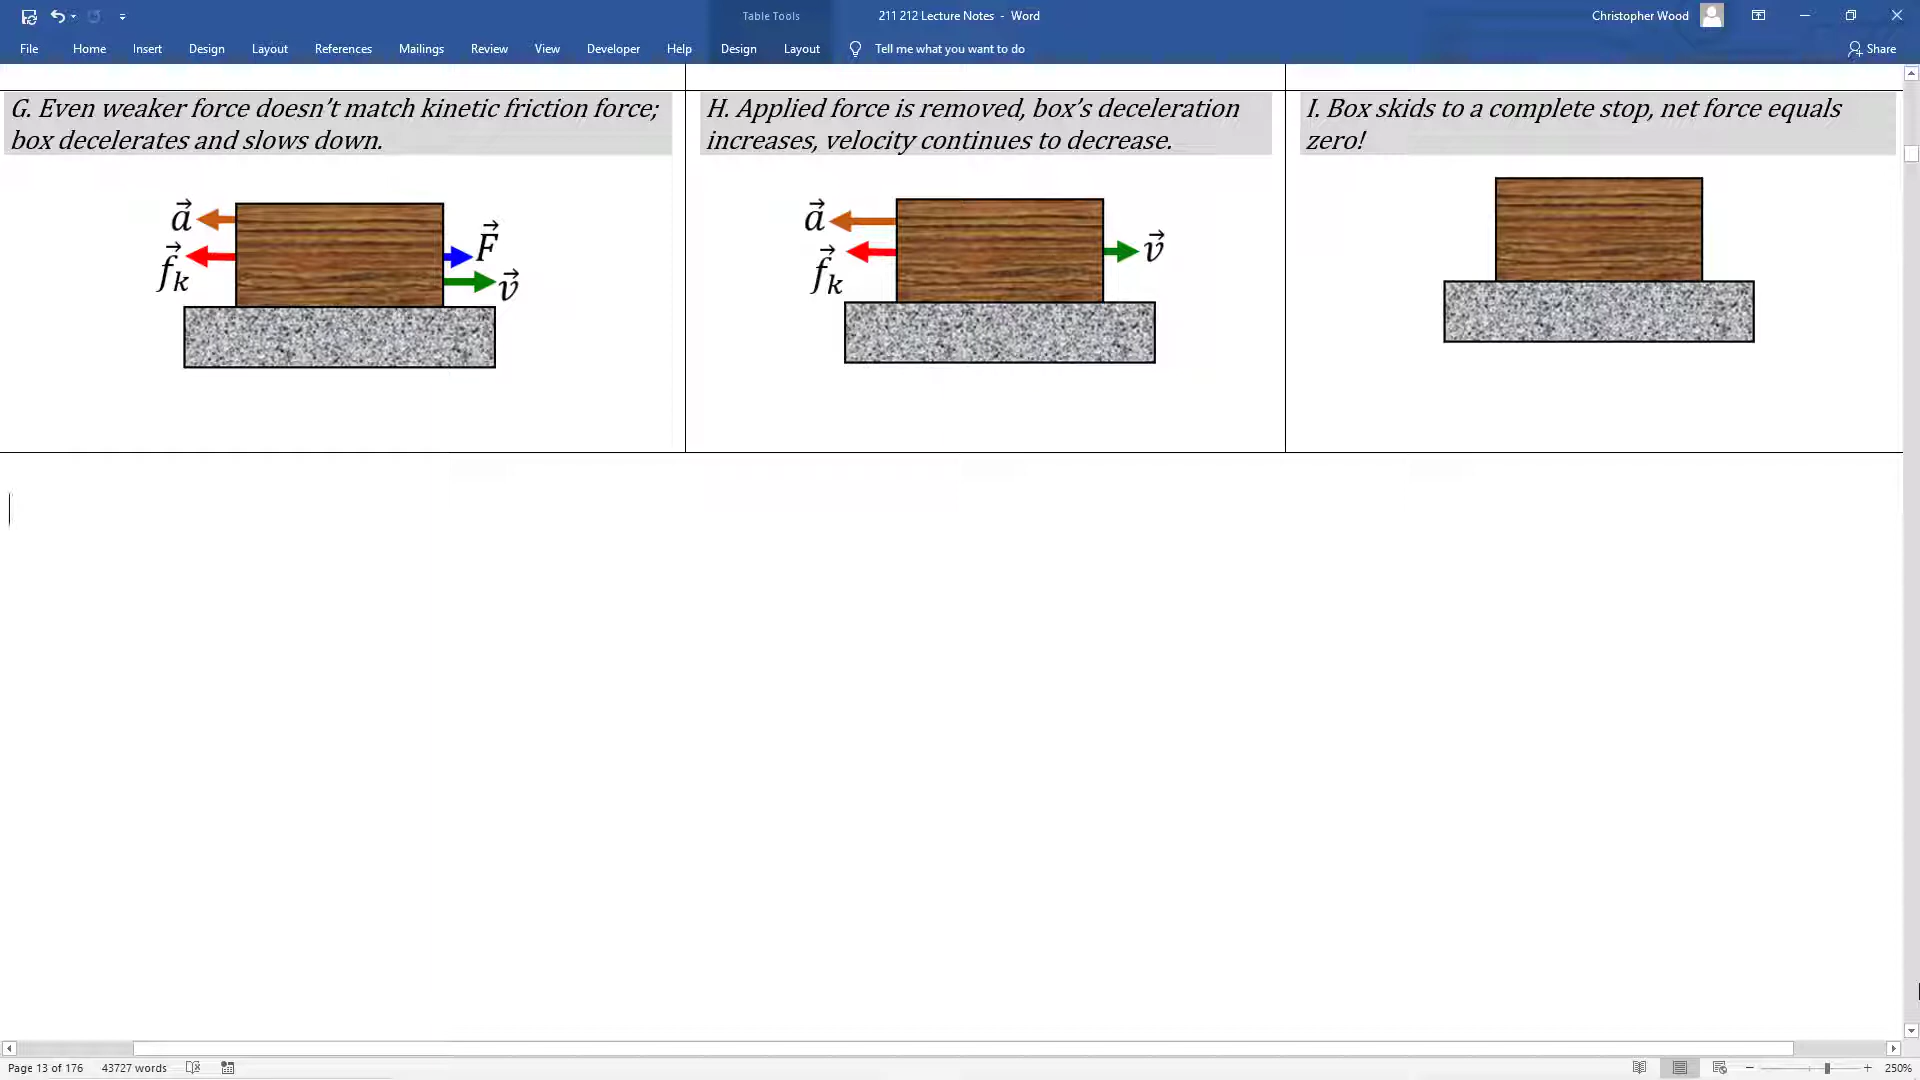 Table Tools
211 212 Lecture Notes - Word
Christopher Wood
File Home Insert Design Layout References Mailings Review View Developer Help Design Layout Tell me what you want to do Share
G. Even weaker force doesn't match kinetic friction force;
box decelerates and slows down.
a⃗
f⃗k
F⃗
v⃗
H. Applied force is removed, box's deceleration
increases, velocity continues to decrease.
a⃗
f⃗k
v⃗
I. Box skids to a complete stop, net force equals
zero!
Page 13 of 176 43727 words 250%